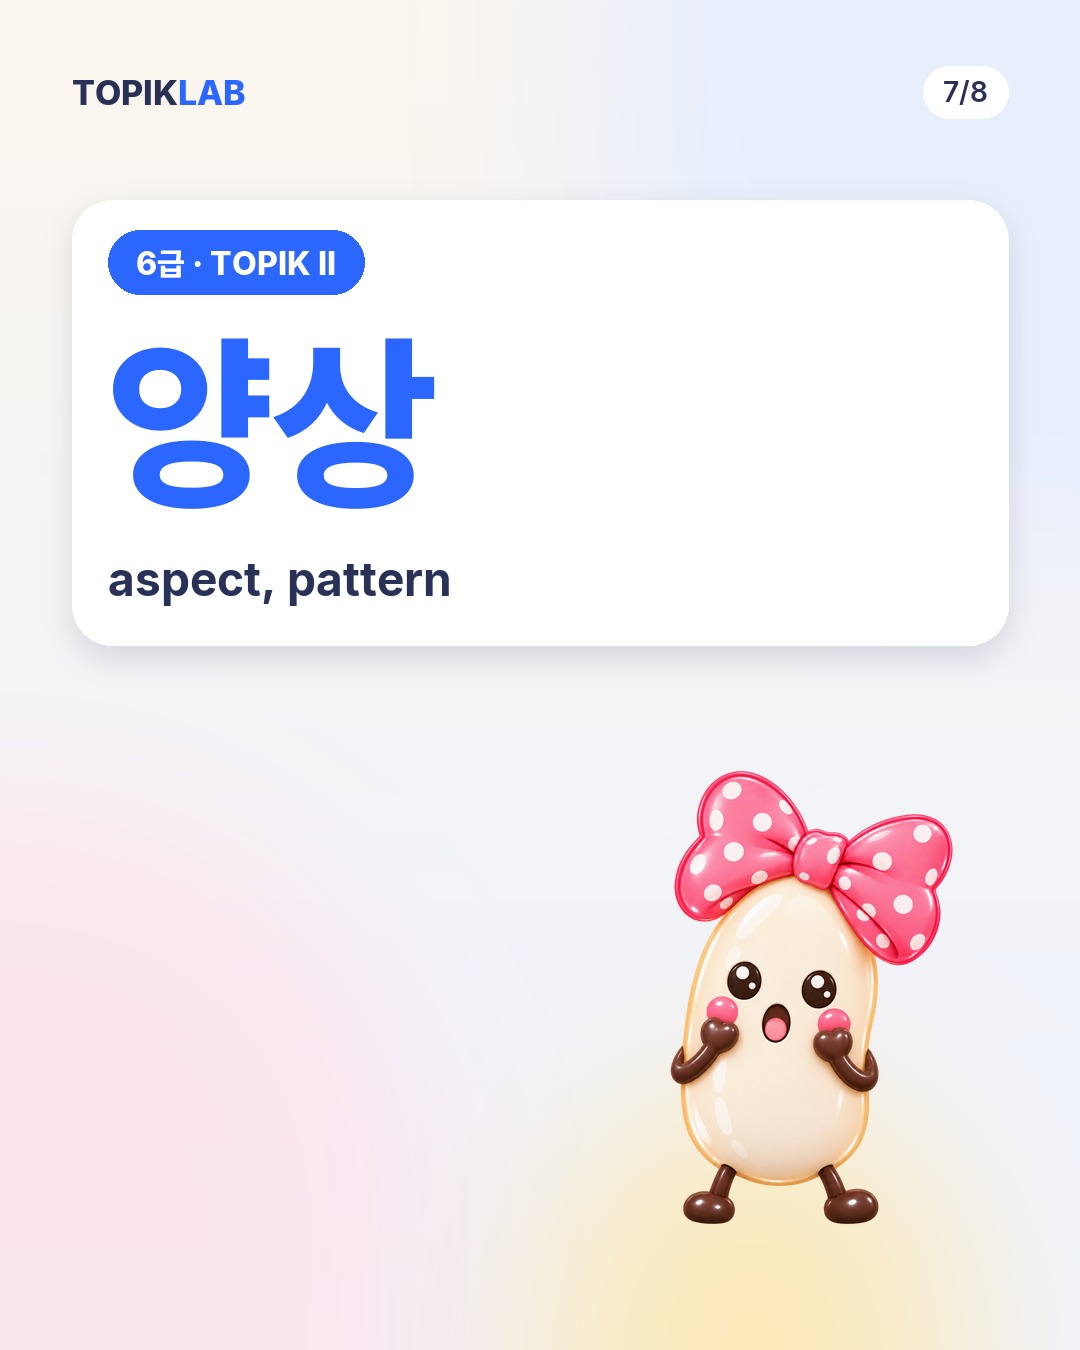 TOPIKLAB
7/8
6급 · TOPIK II
양상
aspect, pattern